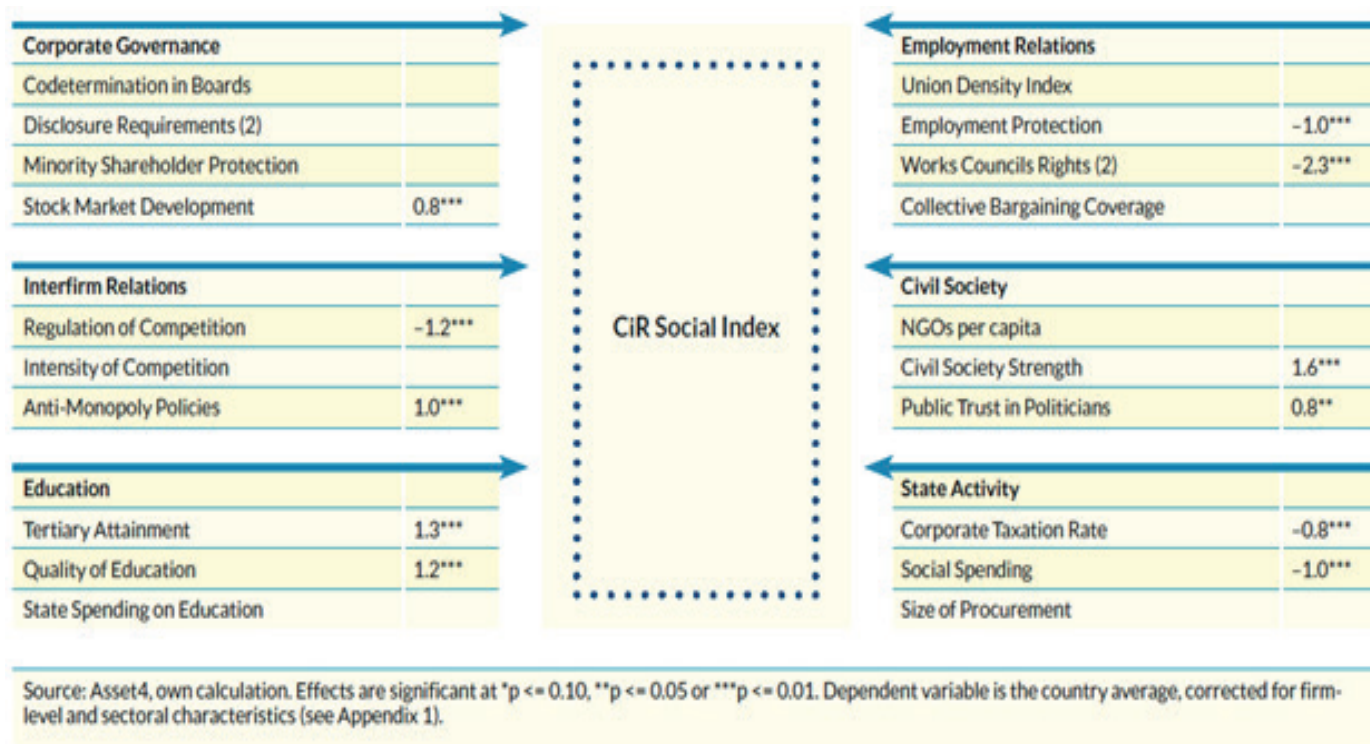 Corporate Governance
Codetermination in Boards
Disclosure Requirements (2)
Minority Shareholder Protection
Stock Market Development 0.8***
Interfirm Relations
Regulation of Competition –1.2***
Intensity of Competition
Anti-Monopoly Policies 1.0***
Education
Tertiary Attainment 1.3***
Quality of Education 1.2***
State Spending on Education
CiR Social Index
Employment Relations
Union Density Index
Employment Protection –1.0***
Works Councils Rights (2) –2.3***
Collective Bargaining Coverage
Civil Society
NGOs per capita
Civil Society Strength 1.6***
Public Trust in Politicians 0.8**
State Activity
Corporate Taxation Rate –0.8***
Social Spending –1.0***
Size of Procurement
Source: Asset4, own calculation. Effects are significant at *p <= 0.10, **p <= 0.05 or ***p <= 0.01. Dependent variable is the country average, corrected for firm-
level and sectoral characteristics (see Appendix 1).